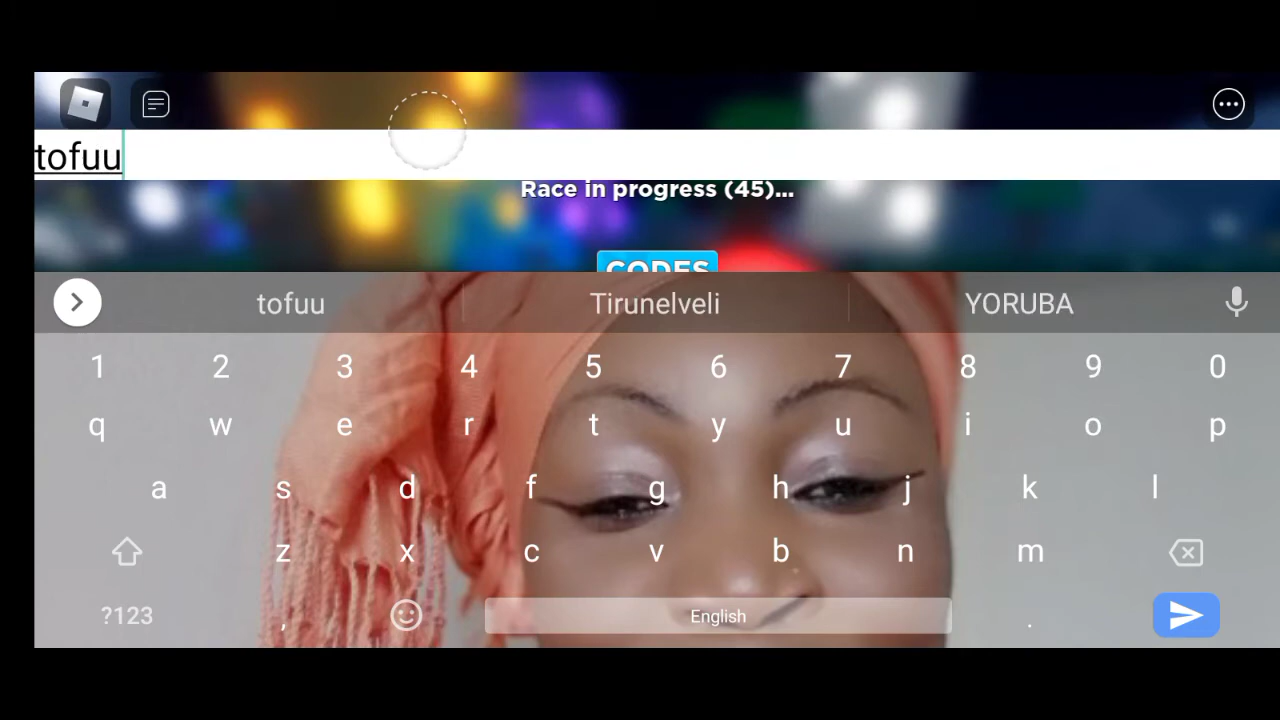 tofuu
Race in progress (45)...
CODES
tofuu Tirunelveli YORUBA
1 2 3 4 5 6 7 8 9 0
q w e r t y u i o p
a s d f g h j k l
z x c v b n m
?123 , English .